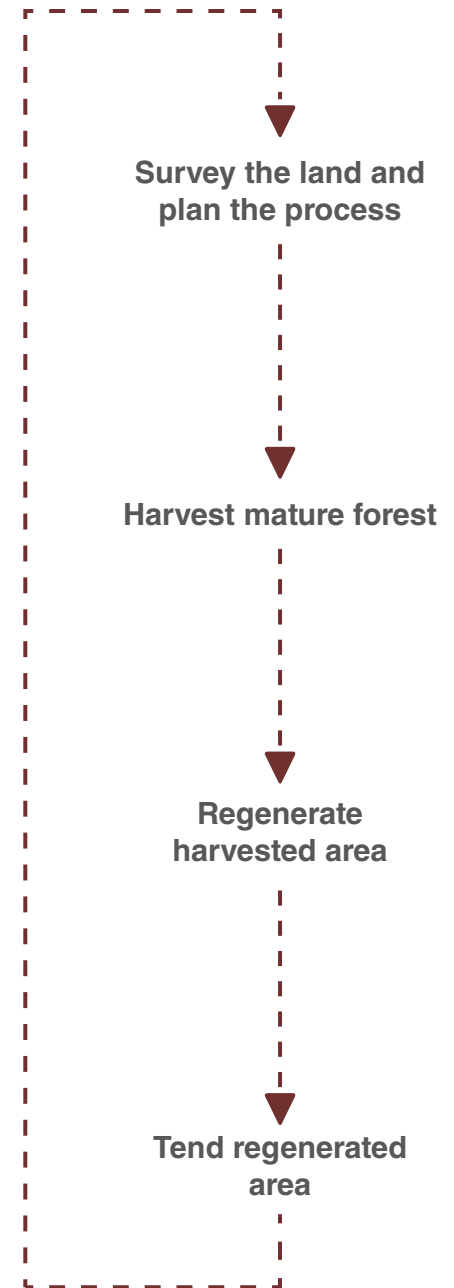 Survey the land and
plan the process
Harvest mature forest
Regenerate
harvested area
Tend regenerated
area